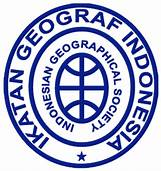 IKATAN GEOGRAF INDONESIA
INDONESIAN GEOGRAPHICAL SOCIETY